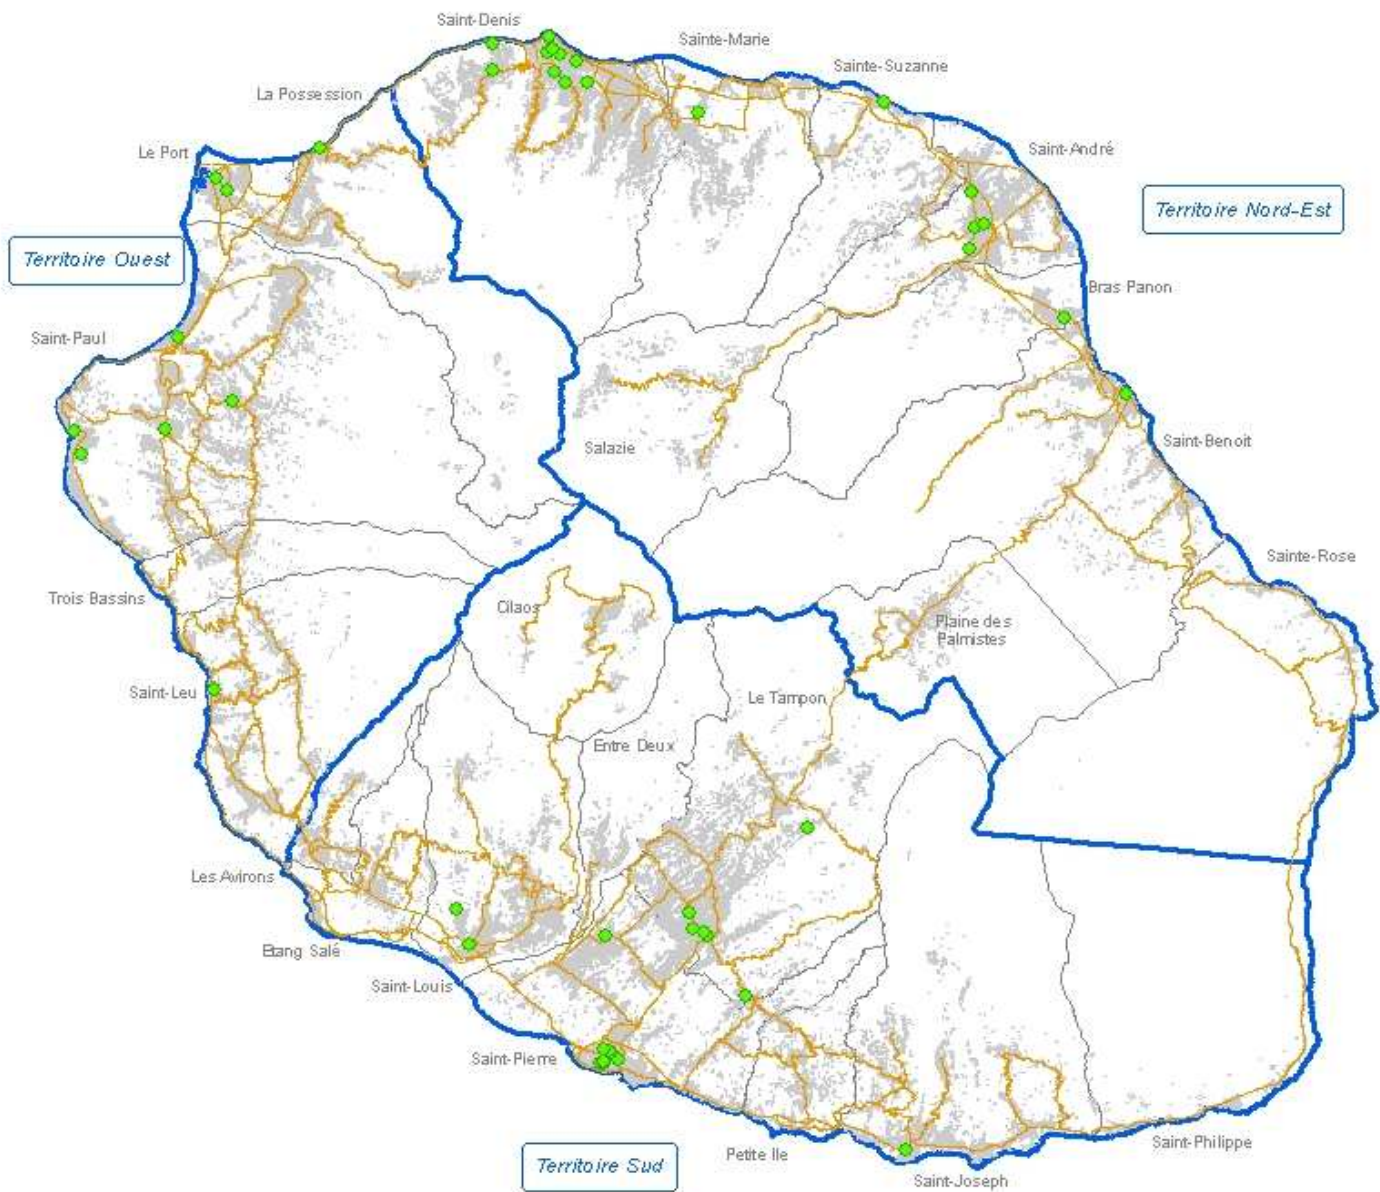 Saint-Denis
Sainte-Marie
Sainte-Suzanne
La Possession
Le Port
Saint-André
Territoire Nord-Est
Territoire Ouest
Bras Panon
Saint-Paul
Saint-Benoit
Salazie
Sainte-Rose
Trois Bassins
Cilaos
Plaine des
Palmistes
Saint-Leu
Le Tampon
Entre Deux
Les Avirons
Etang Salé
Saint-Louis
Saint-Pierre
Saint-Philippe
Petite Ile
Territoire Sud
Saint-Joseph